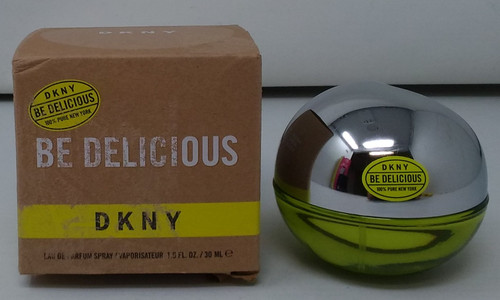 DKNY
DKNY
BE DELICIOUS
100% PURE NEW YORK
BE DELICIOUS
DKNY
EAU DE PARFUM SPRAY / VAPORISATEUR 1.0 FL. OZ. / 30 ML ℮
DKNY
BE DELICIOUS
100% PURE NEW YORK